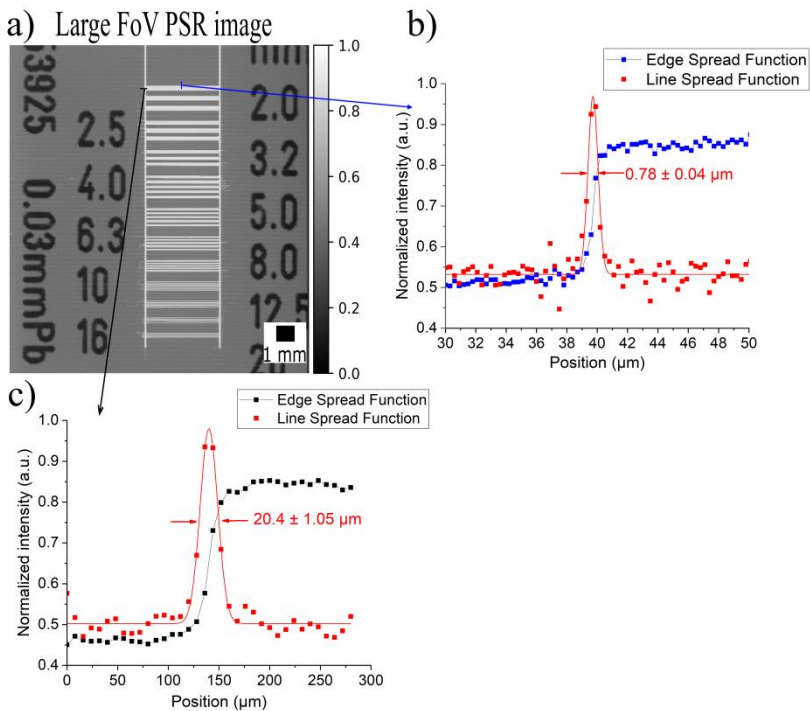 a) Large FoV PSR image
53925 0.03mmPb
2.5
4.0
6.3
10
16
mm
2.0
3.2
5.0
8.0
12.5
20
1 mm
1.0
0.8
0.6
0.4
0.2
0.0
b)
Edge Spread Function
Line Spread Function
Normalized intensity (a.u.)
1.0
0.9
0.8
0.7
0.6
0.5
0.4
0.78 ± 0.04 µm
30 32 34 36 38 40 42 44 46 48 50
Position (µm)
c)
Edge Spread Function
Line Spread Function
Normalized intensity (a.u.)
1.0
0.9
0.8
0.7
0.6
0.5
0.4
20.4 ± 1.05 µm
0 50 100 150 200 250 300
Position (µm)